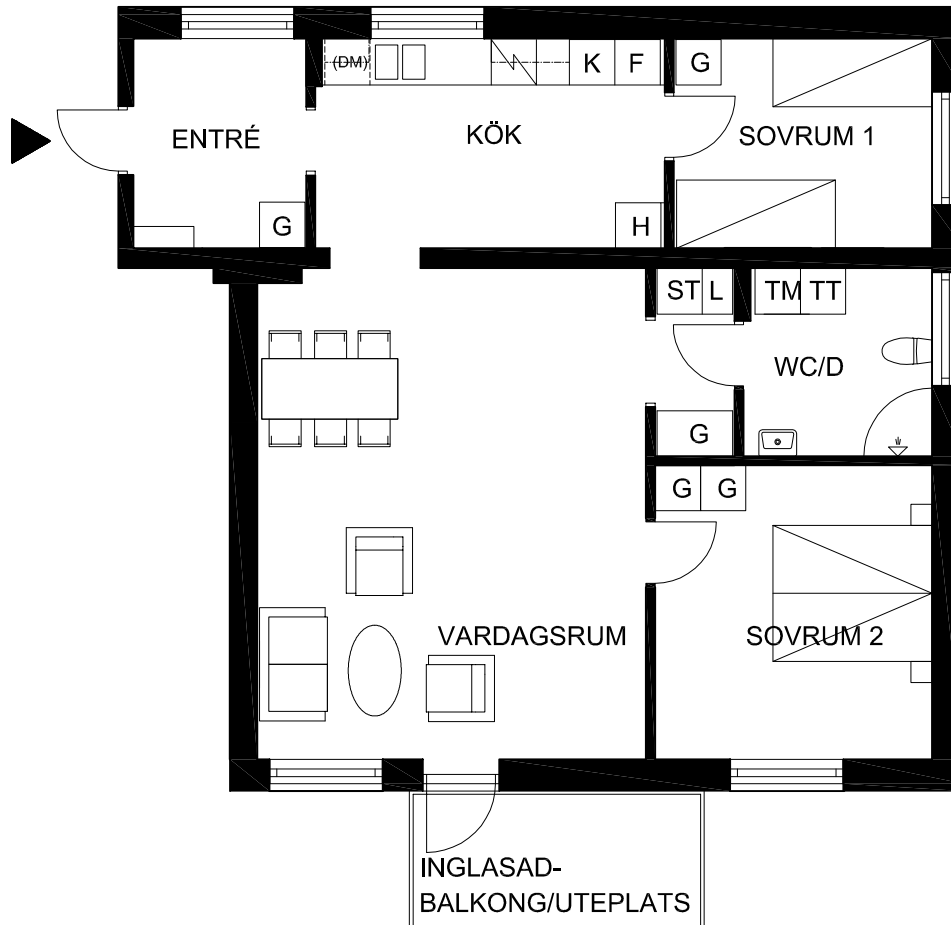 (DM)
K F G
ENTRÉ
KÖK
SOVRUM 1
G
H
ST L
TM TT
WC/D
G
G G
VARDAGSRUM
SOVRUM 2
INGLASAD-
BALKONG/UTEPLATS